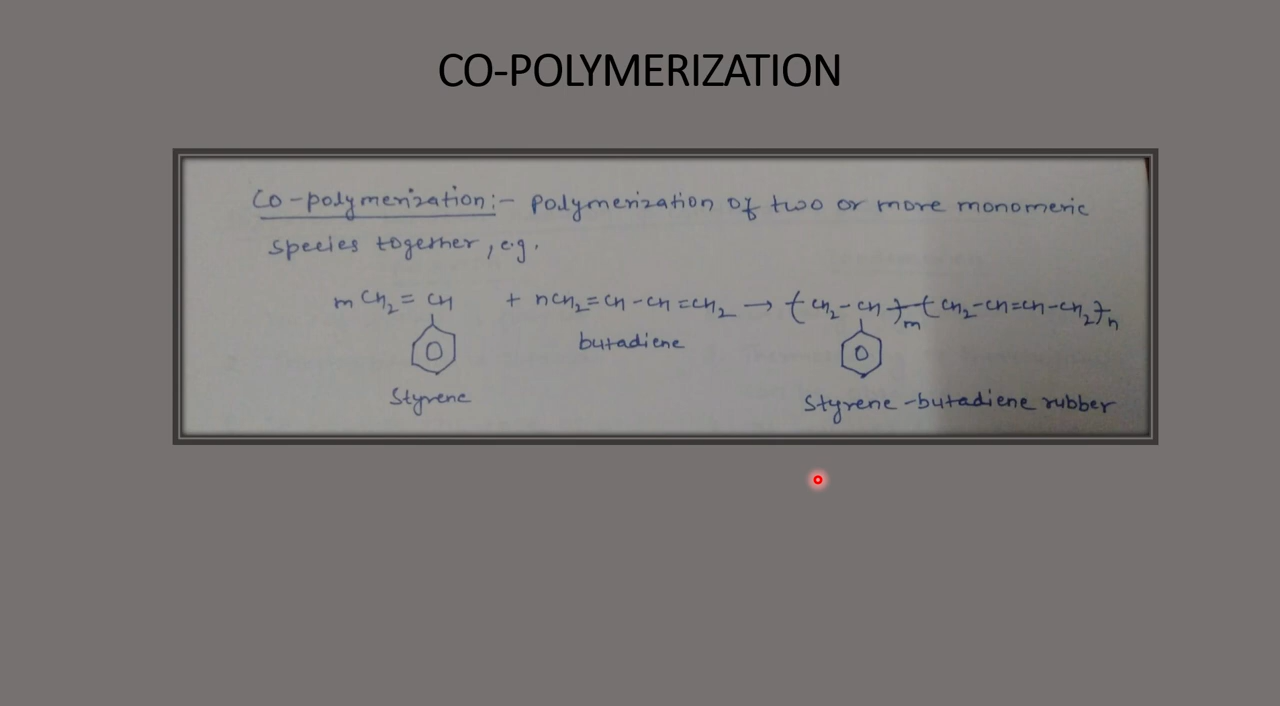 CO-POLYMERIZATION
Co-polymerization:- Polymerization of two or more monomeric
species together, e.g.
m CH₂ = CH + nCH₂=CH-CH=CH₂ → (CH₂-CH)ₘ(CH₂-CH=CH-CH₂)ₙ
butadiene
Styrene Styrene-butadiene rubber